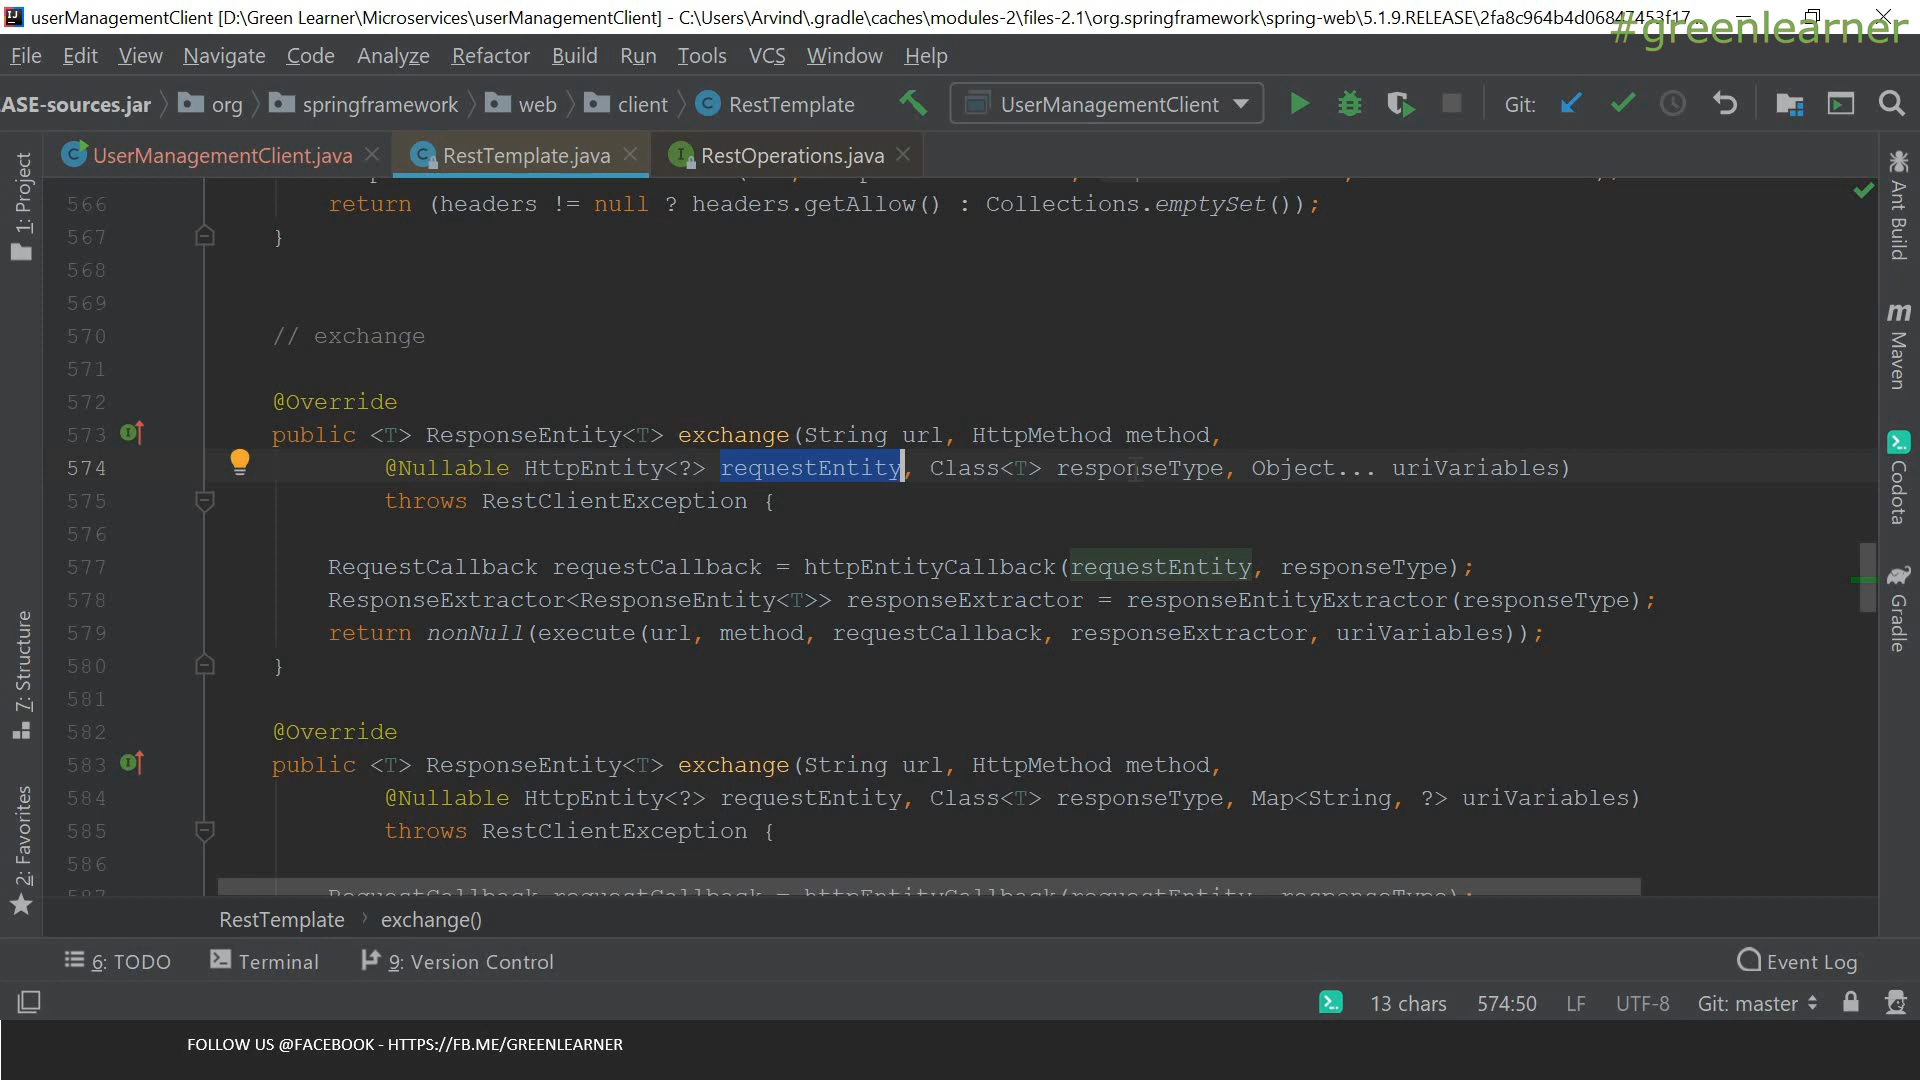 userManagementClient [D:\Green Learner\Microservices\userManagementClient] - C:\Users\Arvind\.gradle\caches\modules-2\files-2.1\org.springframework\spring-web\5.1.9.RELEASE\2fa8c964b4d06847453f17...
#greenlearner
File Edit View Navigate Code Analyze Refactor Build Run Tools VCS Window Help
ASE-sources.jar org springframework web client RestTemplate UserManagementClient Git:
UserManagementClient.java RestTemplate.java RestOperations.java
566 return (headers != null ? headers.getAllow() : Collections.emptySet());
567 }
568
569
570 // exchange
571
572 @Override
573 public <T> ResponseEntity<T> exchange(String url, HttpMethod method,
574 @Nullable HttpEntity<?> requestEntity, Class<T> responseType, Object... uriVariables)
575 throws RestClientException {
576
577 RequestCallback requestCallback = httpEntityCallback(requestEntity, responseType);
578 ResponseExtractor<ResponseEntity<T>> responseExtractor = responseEntityExtractor(responseType);
579 return nonNull(execute(url, method, requestCallback, responseExtractor, uriVariables));
580 }
581
582 @Override
583 public <T> ResponseEntity<T> exchange(String url, HttpMethod method,
584 @Nullable HttpEntity<?> requestEntity, Class<T> responseType, Map<String, ?> uriVariables)
585 throws RestClientException {
586
587 RequestCallback requestCallback = httpEntityCallback(requestEntity, responseType);
1: Project
7: Structure
2: Favorites
Ant Build
m Maven
Codota
Gradle
RestTemplate exchange()
6: TODO Terminal 9: Version Control Event Log
13 chars 574:50 LF UTF-8 Git: master
FOLLOW US @FACEBOOK - HTTPS://FB.ME/GREENLEARNER